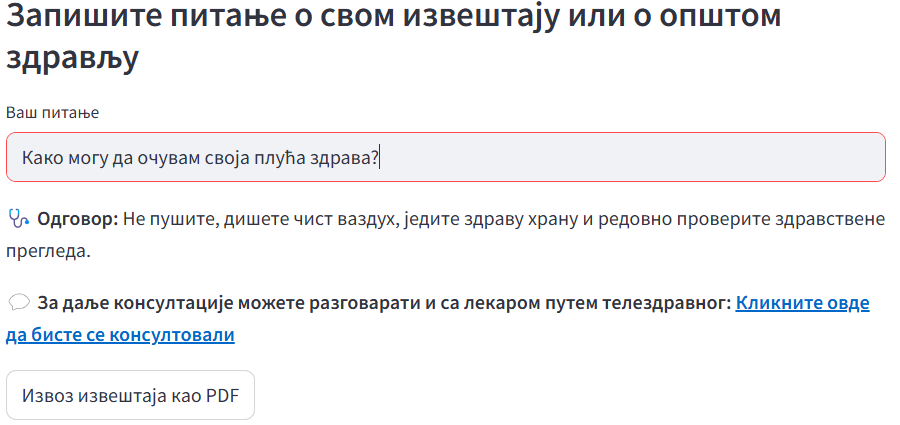 Запишите питање о свом извештају или о општом
здрављу
Ваш питање
Како могу да очувам своја плућа здрава?
Одговор: Не пушите, дишете чист ваздух, једите здраву храну и редовно проверите здравствене
прегледа.
За даље консултације можете разговарати и са лекаром путем телездравног: Кликните овде
да бисте се консултовали
Извоз извештаја као PDF